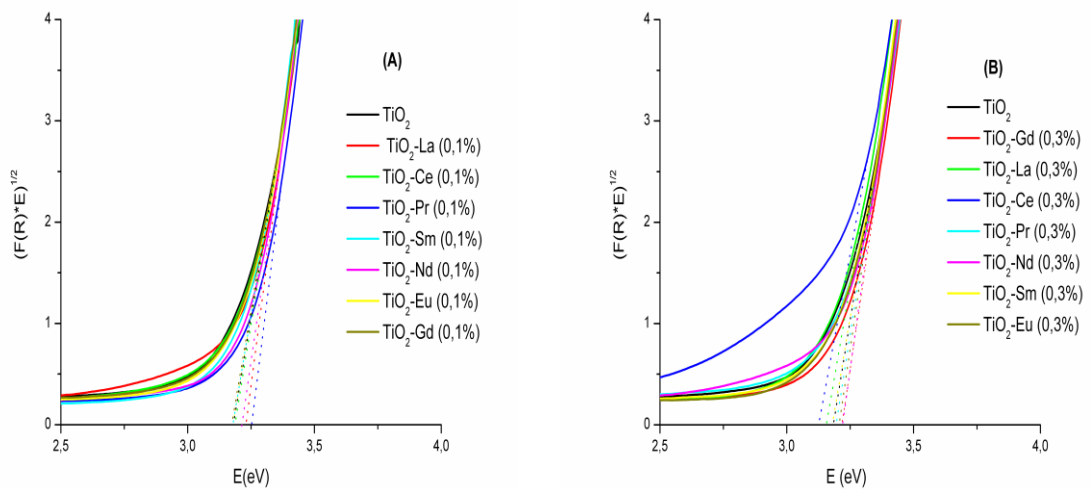 4
3
2
1
0
2,5
3,0
3,5
4,0
(F(R)*E)^1/2
E(eV)
(A)
TiO2
TiO2-La (0,1%)
TiO2-Ce (0,1%)
TiO2-Pr (0,1%)
TiO2-Sm (0,1%)
TiO2-Nd (0,1%)
TiO2-Eu (0,1%)
TiO2-Gd (0,1%)
4
3
2
1
0
2,5
3,0
3,5
4,0
(F(R)*E)^1/2
E (eV)
(B)
TiO2
TiO2-Gd (0,3%)
TiO2-La (0,3%)
TiO2-Ce (0,3%)
TiO2-Pr (0,3%)
TiO2-Nd (0,3%)
TiO2-Sm (0,3%)
TiO2-Eu (0,3%)